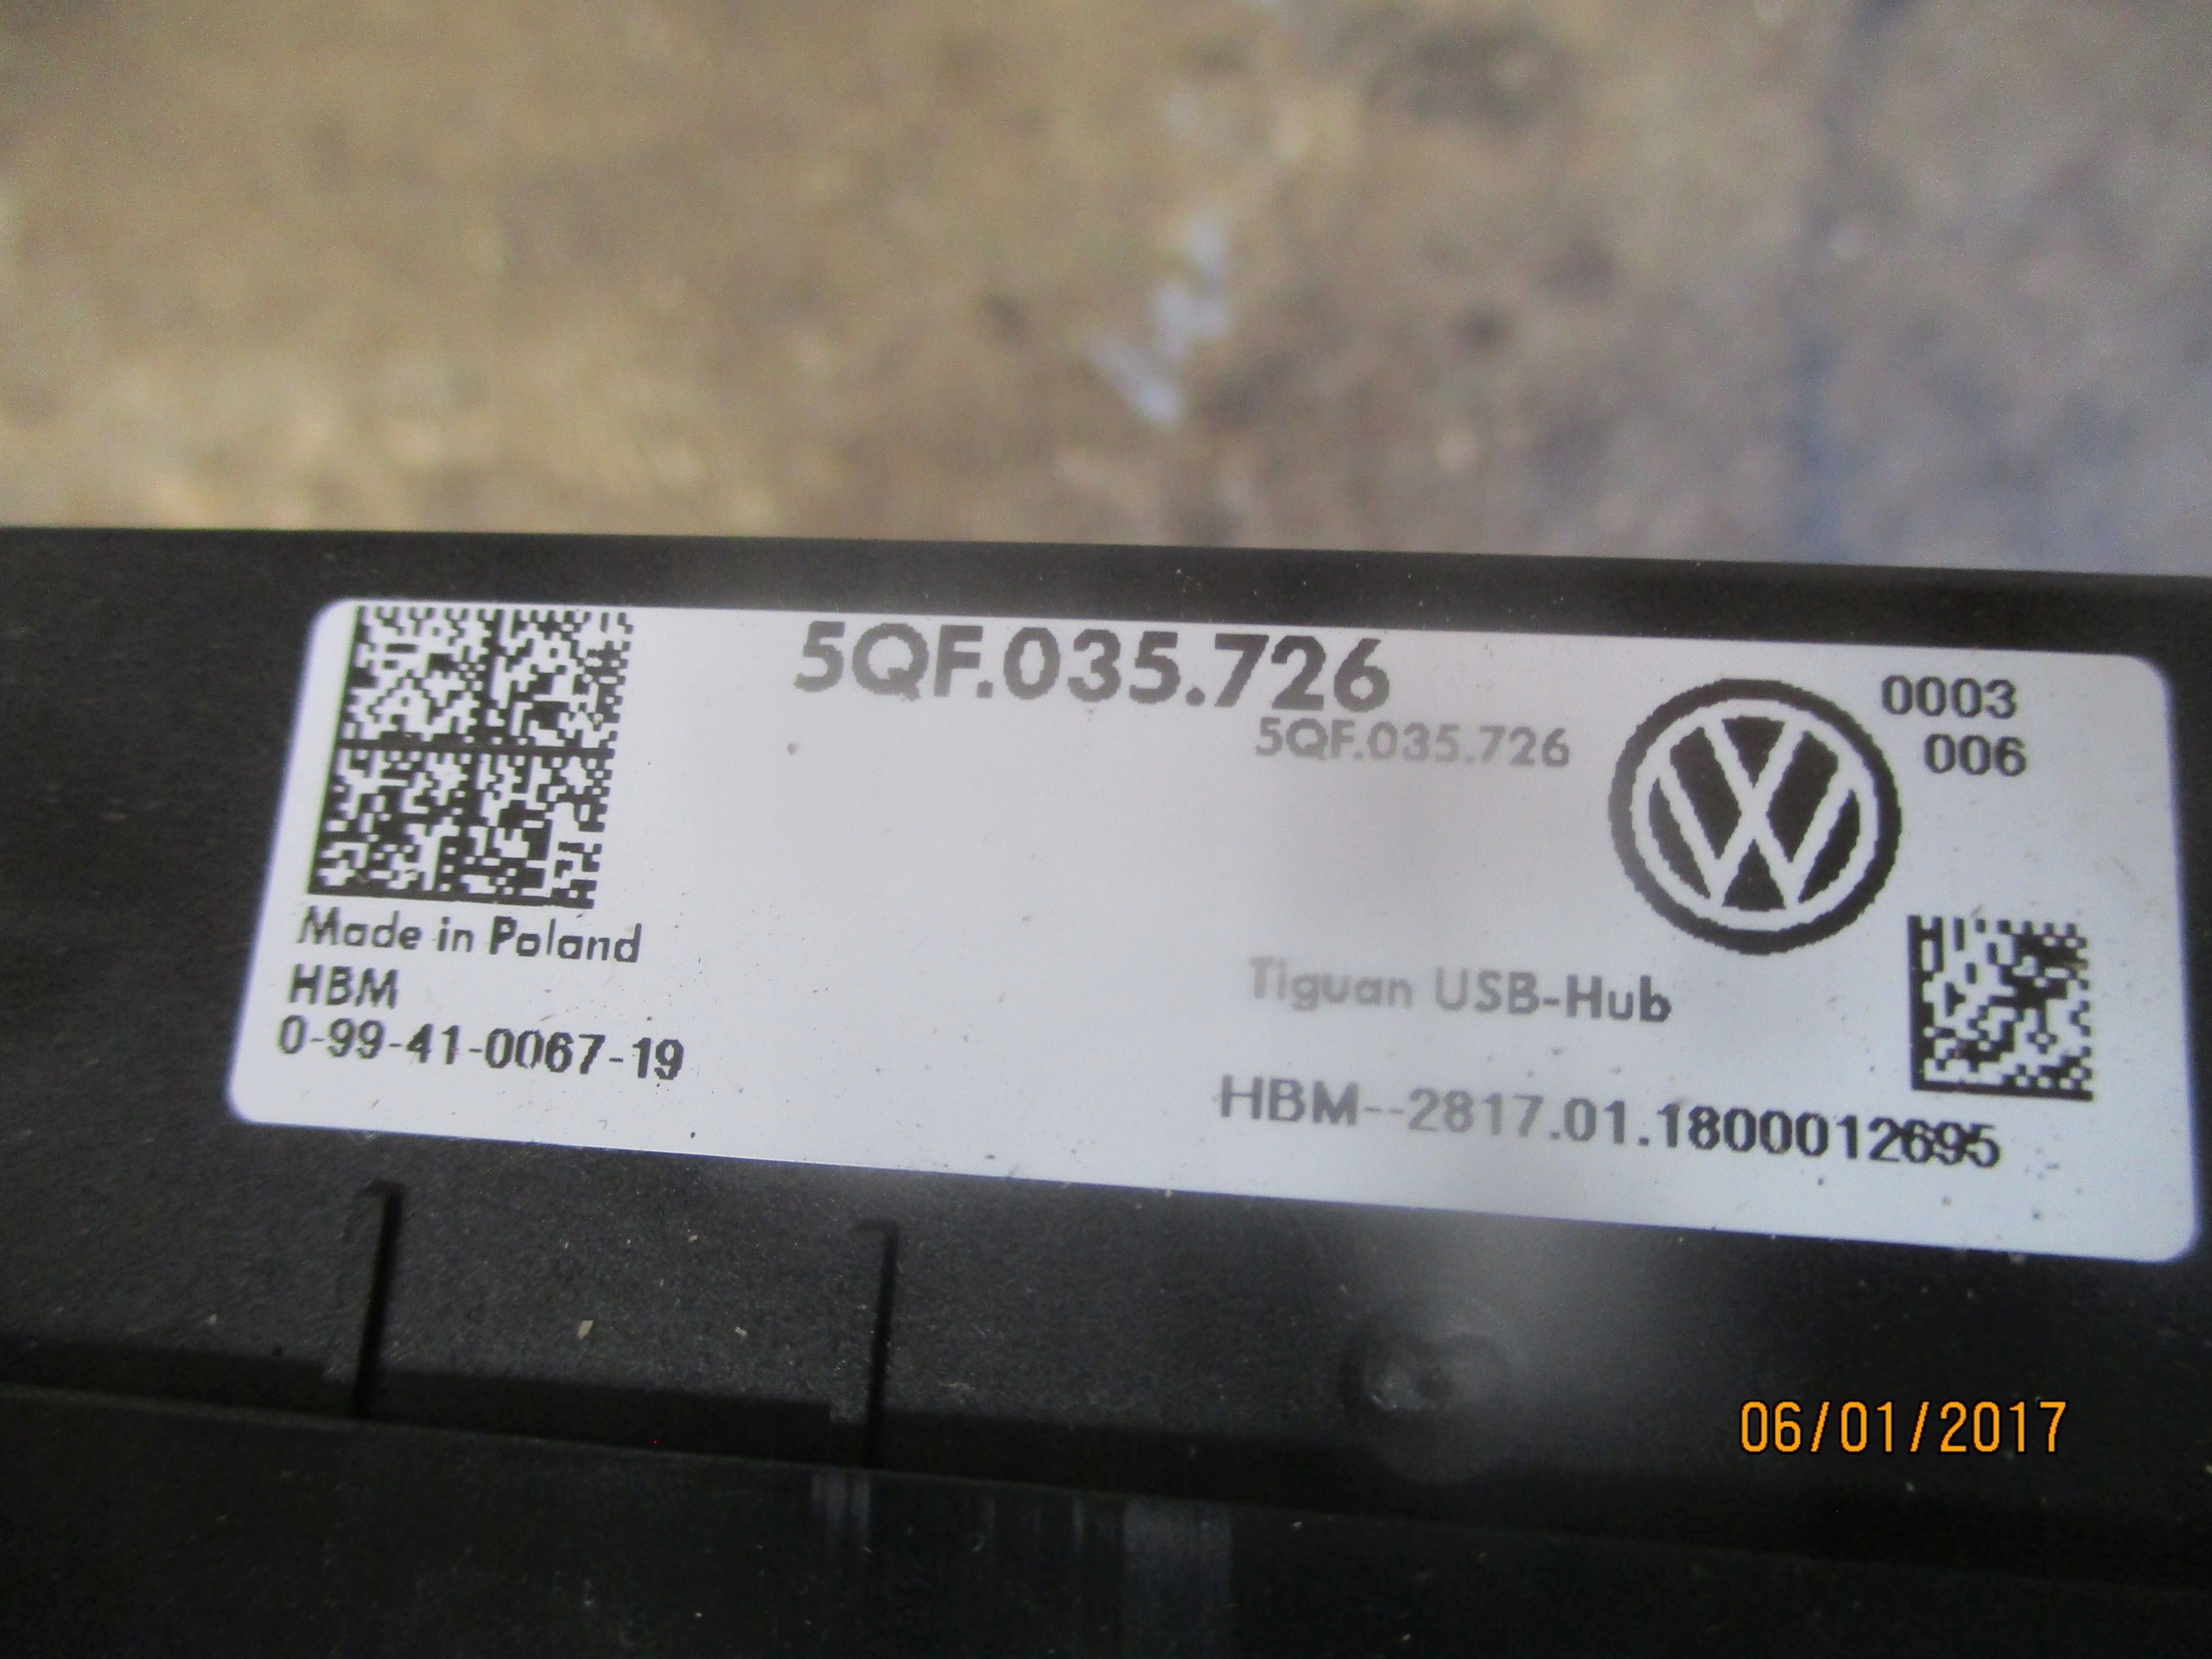 5QF.035.726
5QF.035.726
0003
006
Made in Poland
HBM
0-99-41-0067-19
Tiguan USB-Hub
HBM--2817.01.1800012695
06/01/2017